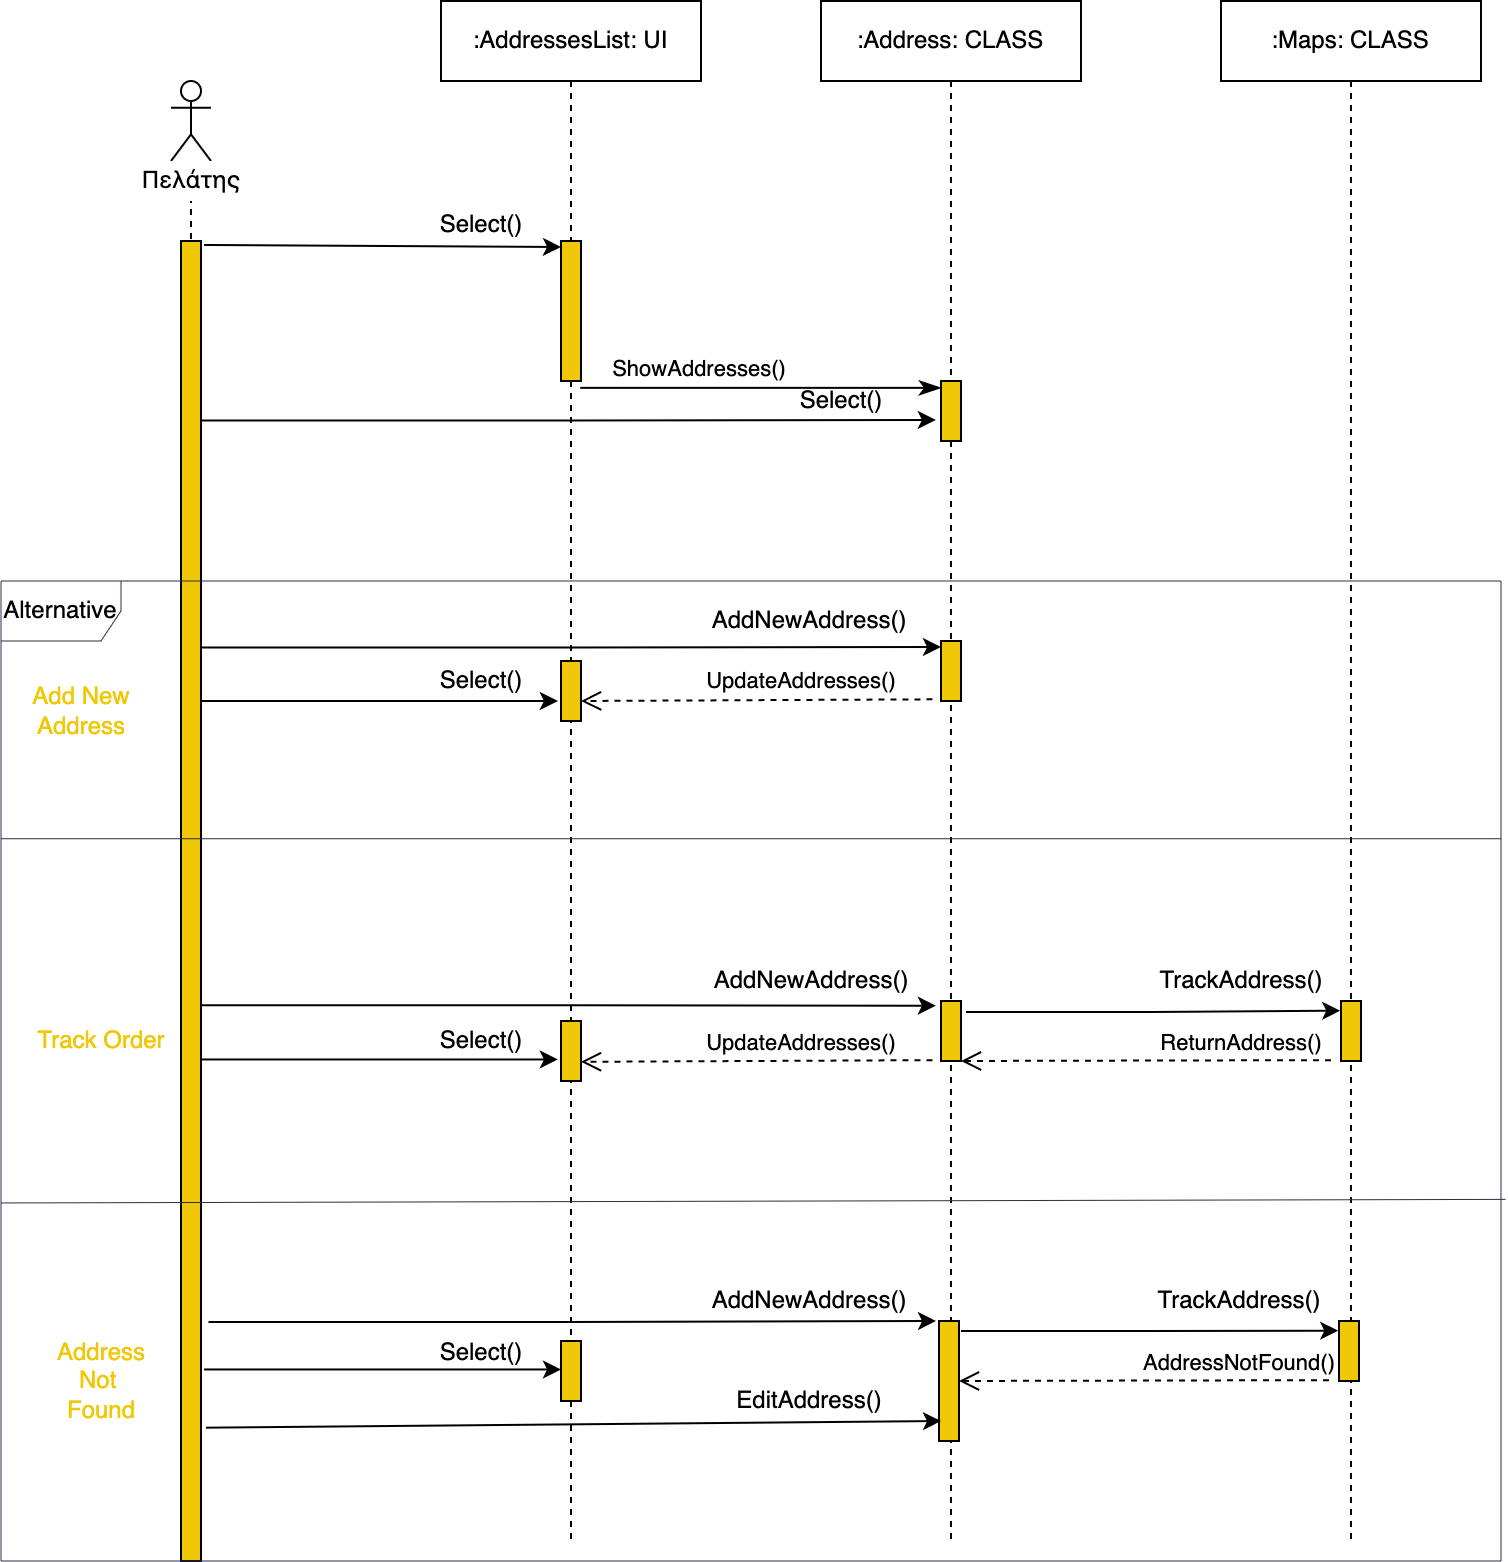 :AddressesList: UI
:Address: CLASS
:Maps: CLASS
Πελάτης
Select()
ShowAddresses()
Select()
Alternative
AddNewAddress()
Select()
UpdateAddresses()
Add New
Address
AddNewAddress()
TrackAddress()
Track Order
Select()
UpdateAddresses()
ReturnAddress()
AddNewAddress()
TrackAddress()
Address
Not
Found
Select()
AddressNotFound()
EditAddress()